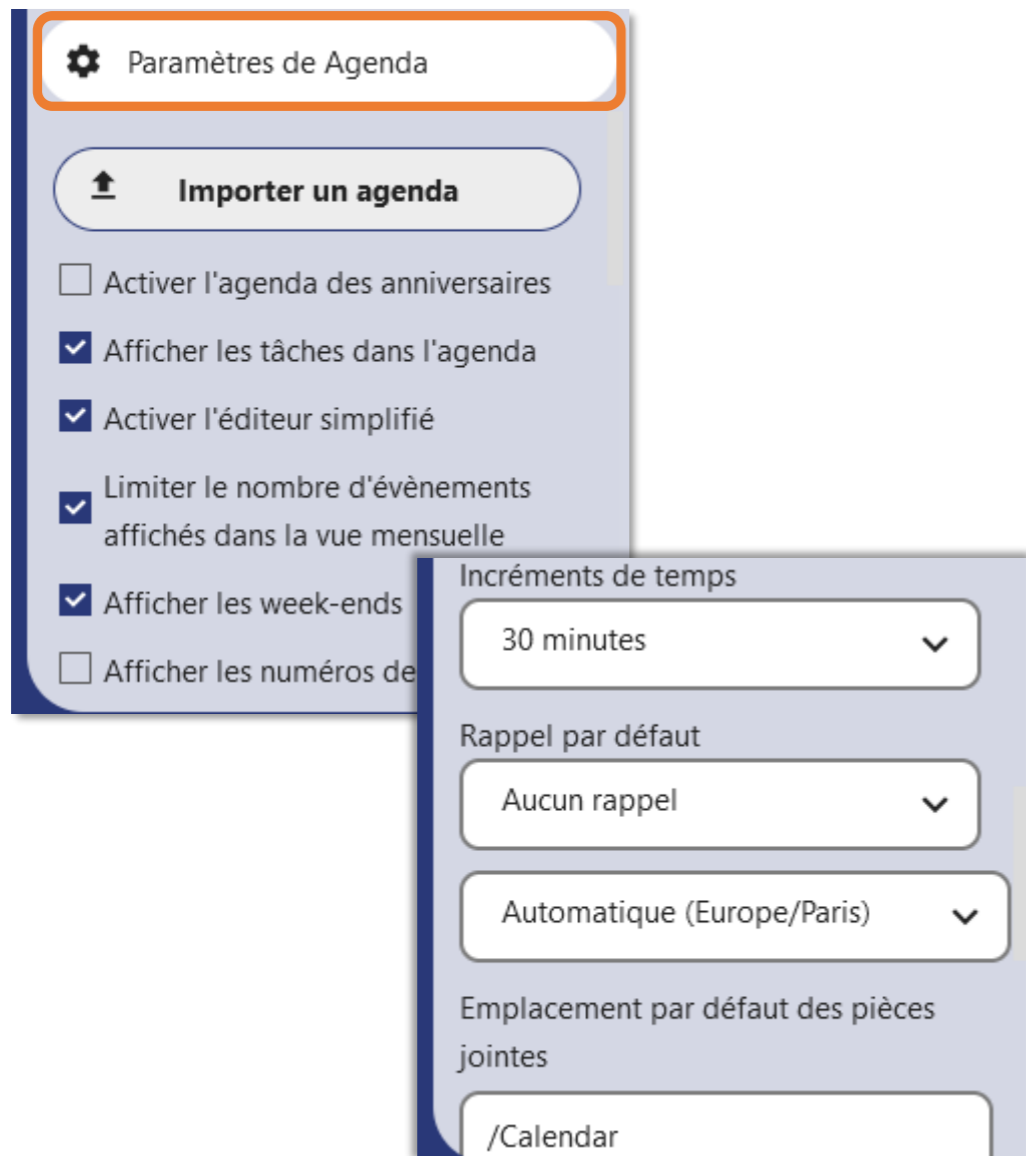 Paramètres de Agenda
Importer un agenda
Activer l'agenda des anniversaires
Afficher les tâches dans l'agenda
Activer l'éditeur simplifié
Limiter le nombre d'évènements
affichés dans la vue mensuelle
Afficher les week-ends
Afficher les numéros de
Incréments de temps
30 minutes
Rappel par défaut
Aucun rappel
Automatique (Europe/Paris)
Emplacement par défaut des pièces
jointes
/Calendar